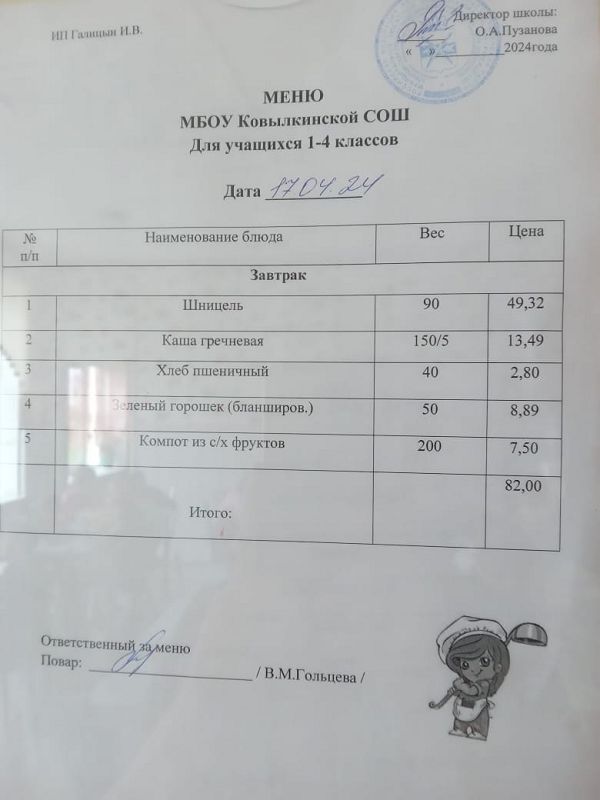 ИП Галицын И.В.
Директор школы:
О.А.Пузанова
« » 2024года
МЕНЮ
МБОУ Ковылкинской СОШ
Для учащихся 1-4 классов
Дата 17 04. 24
№ п/п Наименование блюда Вес Цена
Завтрак
1 Шницель 90 49,32
2 Каша гречневая 150/5 13,49
3 Хлеб пшеничный 40 2,80
4 Зеленый горошек (бланширов.) 50 8,89
5 Компот из с/х фруктов 200 7,50
Итого: 82,00
Ответственный за меню
Повар: / В.М.Гольцева /